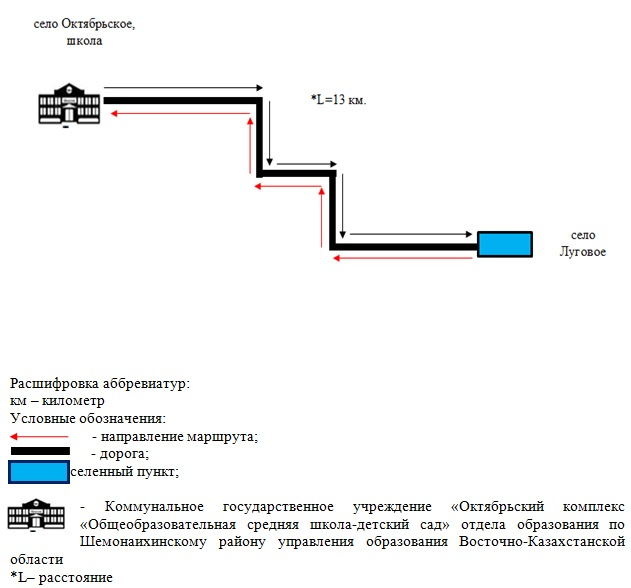 село Октябрьское,
школа
*L=13 км.
село
Луговое
Расшифровка аббревиатур:
км – километр
Условные обозначения:
- направление маршрута;
- дорога;
селенный пункт;
- Коммунальное государственное учреждение «Октябрьский комплекс
«Общеобразовательная средняя школа-детский сад» отдела образования по
Шемонаихинскому району управления образования Восточно-Казахстанской
области
*L– расстояние